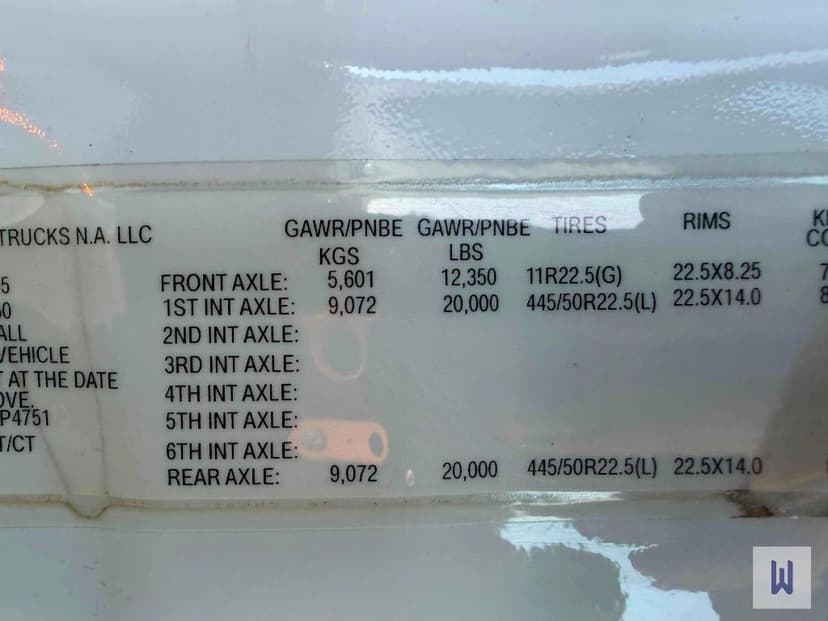 TRUCKS N.A. LLC
GAWR/PNBE GAWR/PNBE TIRES RIMS
KGS LBS
5 FRONT AXLE: 5,601 12,350 11R22.5(G) 22.5X8.25 7
1ST INT AXLE: 9,072 20,000 445/50R22.5(L) 22.5X14.0 8
ALL 2ND INT AXLE:
VEHICLE 3RD INT AXLE:
T AT THE DATE 4TH INT AXLE:
OVE.
P4751 5TH INT AXLE:
T/CT 6TH INT AXLE:
REAR AXLE: 9,072 20,000 445/50R22.5(L) 22.5X14.0
W